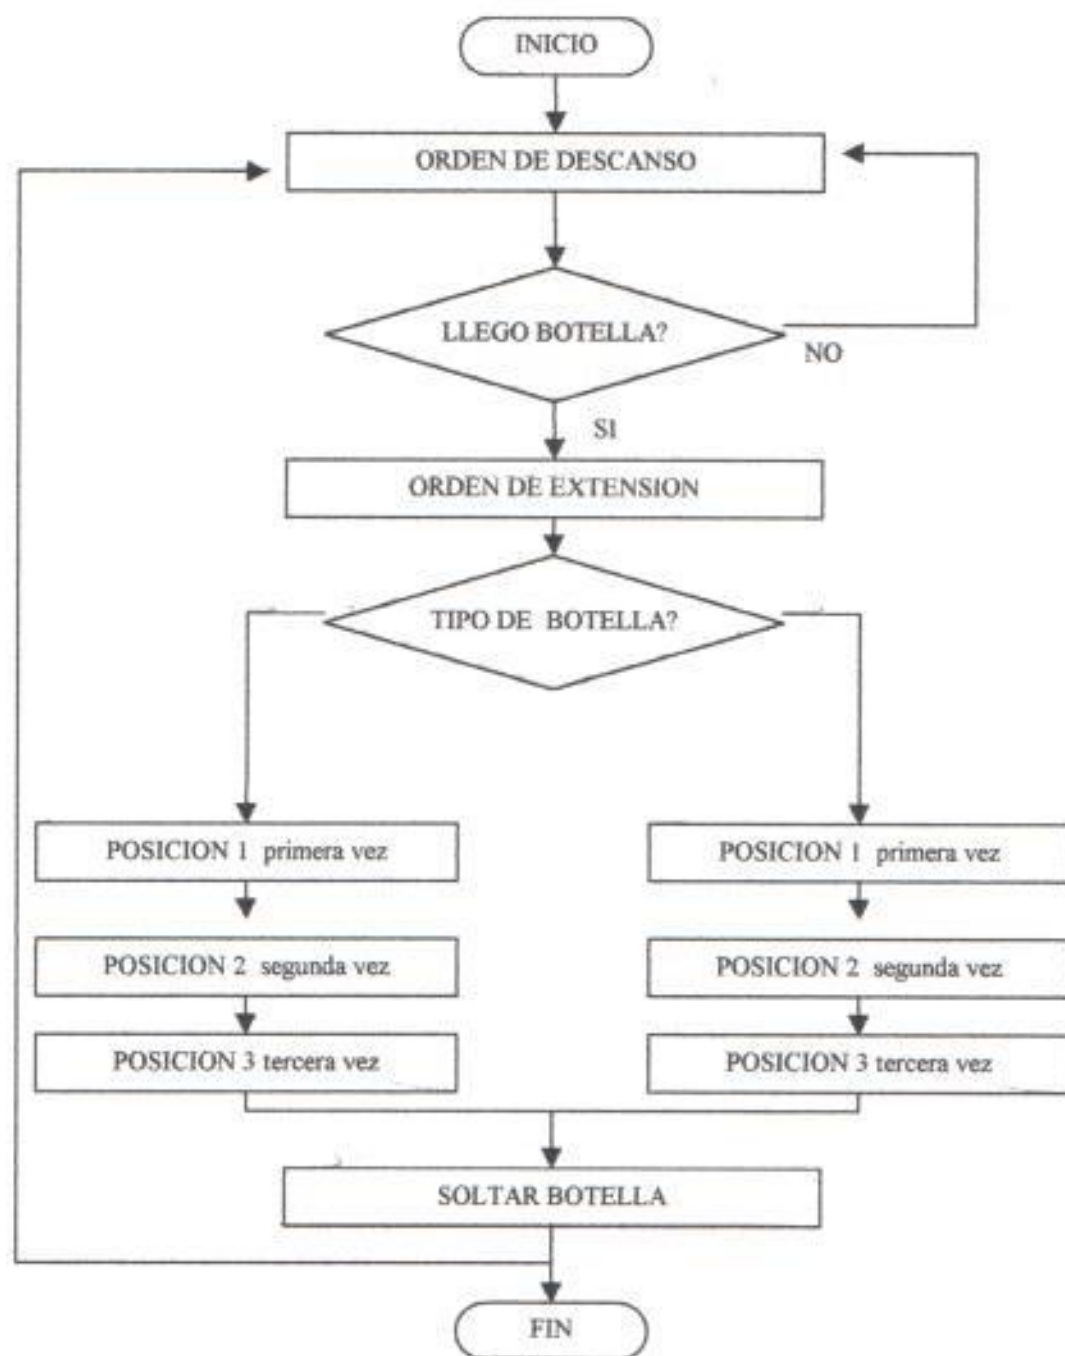 INICIO
ORDEN DE DESCANSO
LLEGO BOTELLA?
NO
SI
ORDEN DE EXTENSION
TIPO DE BOTELLA?
POSICION 1 primera vez
POSICION 1 primera vez
POSICION 2 segunda vez
POSICION 2 segunda vez
POSICION 3 tercera vez
POSICION 3 tercera vez
SOLTAR BOTELLA
FIN